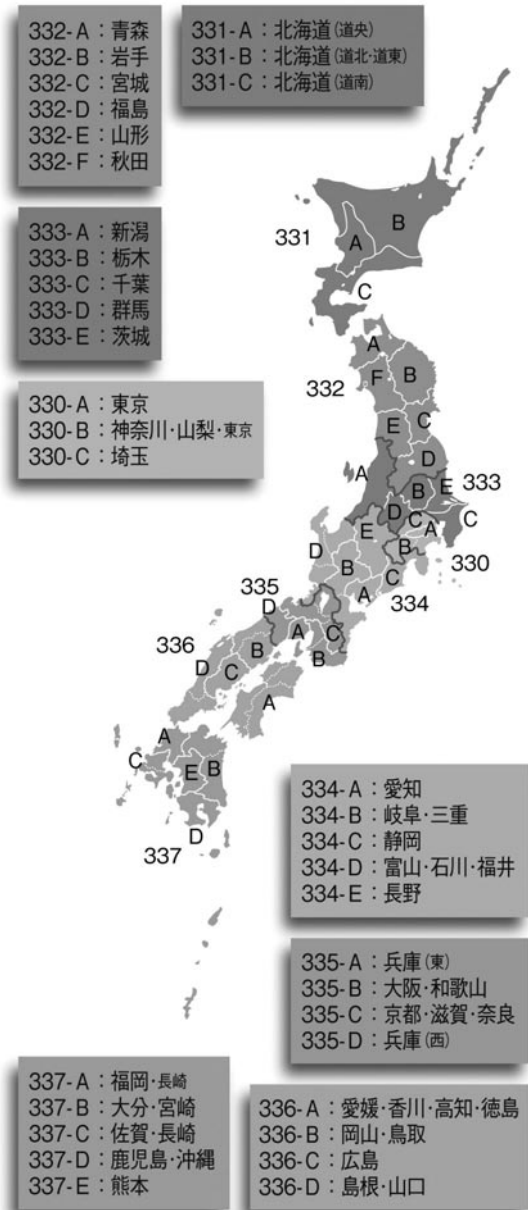 332-A：青森
332-B：岩手
332-C：宮城
332-D：福島
332-E：山形
332-F：秋田
331-A：北海道(道央)
331-B：北海道(道北･道東)
331-C：北海道(道南)
333-A：新潟
333-B：栃木
333-C：千葉
333-D：群馬
333-E：茨城
330-A：東京
330-B：神奈川･山梨･東京
330-C：埼玉
331
B
A
C
332
A
F
B
E
C
D
A
B
E
333
D
C
C
A
E
B
330
D
B
C
A
334
335
D
A
C
B
336
B
D
C
A
A
C
E
B
D
337
334-A：愛知
334-B：岐阜･三重
334-C：静岡
334-D：富山･石川･福井
334-E：長野
335-A：兵庫(東)
335-B：大阪･和歌山
335-C：京都･滋賀･奈良
335-D：兵庫(西)
337-A：福岡･長崎
337-B：大分･宮崎
337-C：佐賀･長崎
337-D：鹿児島･沖縄
337-E：熊本
336-A：愛媛･香川･高知･徳島
336-B：岡山･鳥取
336-C：広島
336-D：島根･山口